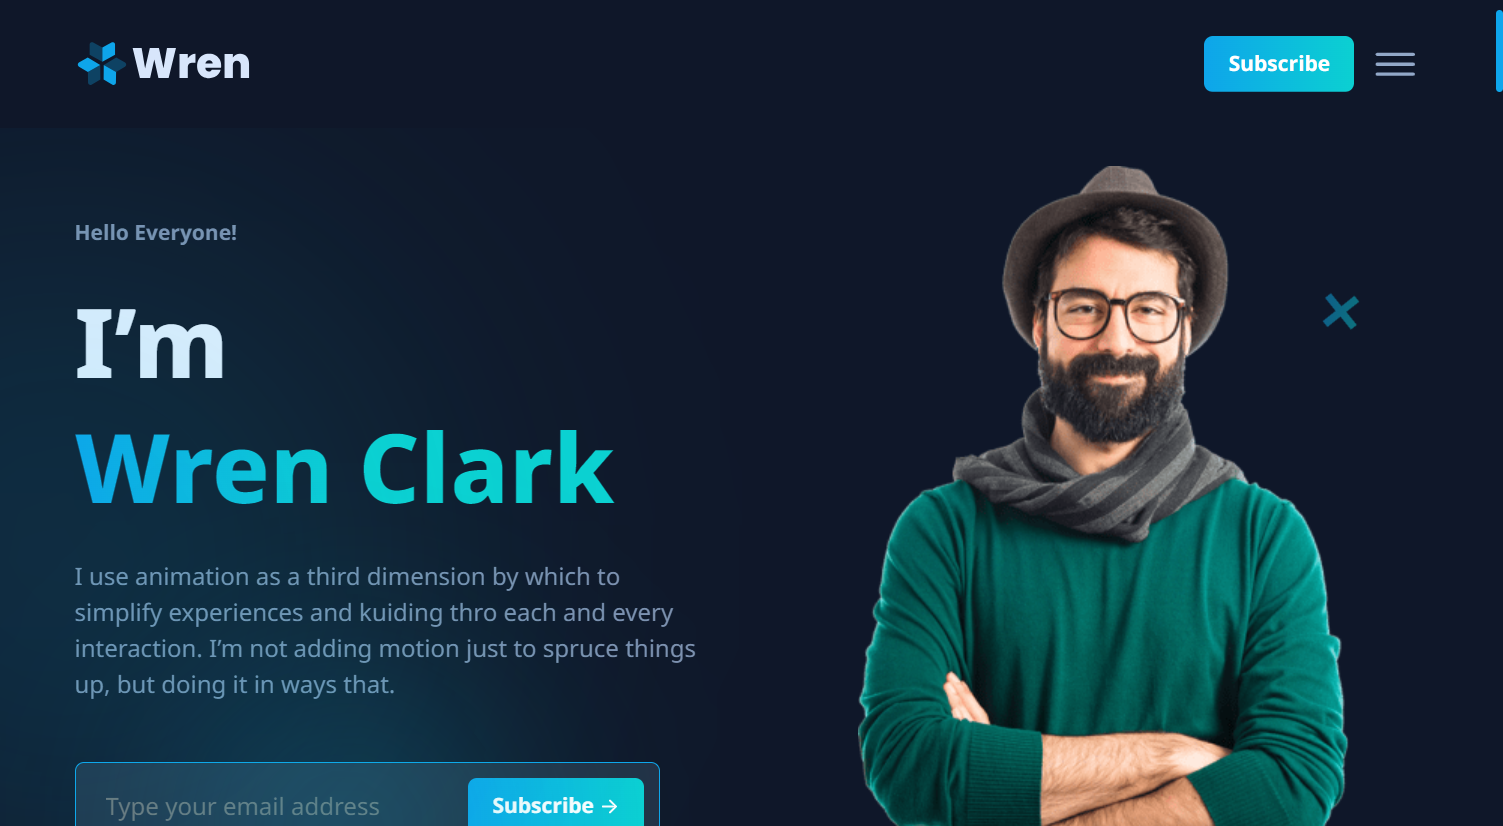 Wren
Subscribe
Hello Everyone!
I’m
Wren Clark
I use animation as a third dimension by which to
simplify experiences and kuiding thro each and every
interaction. I’m not adding motion just to spruce things
up, but doing it in ways that.
Type your email address
Subscribe →